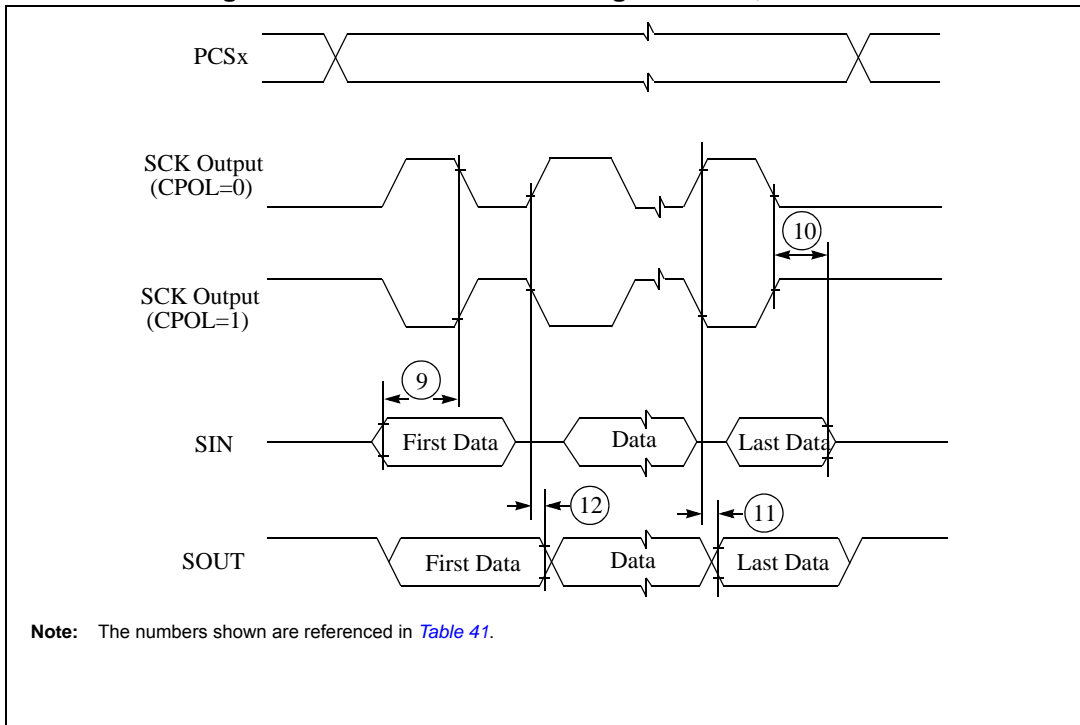 PCSx
SCK Output
(CPOL=0)
10
SCK Output
(CPOL=1)
9
SIN
First Data
Data
Last Data
12
11
SOUT
First Data
Data
Last Data
Note: The numbers shown are referenced in Table 41.